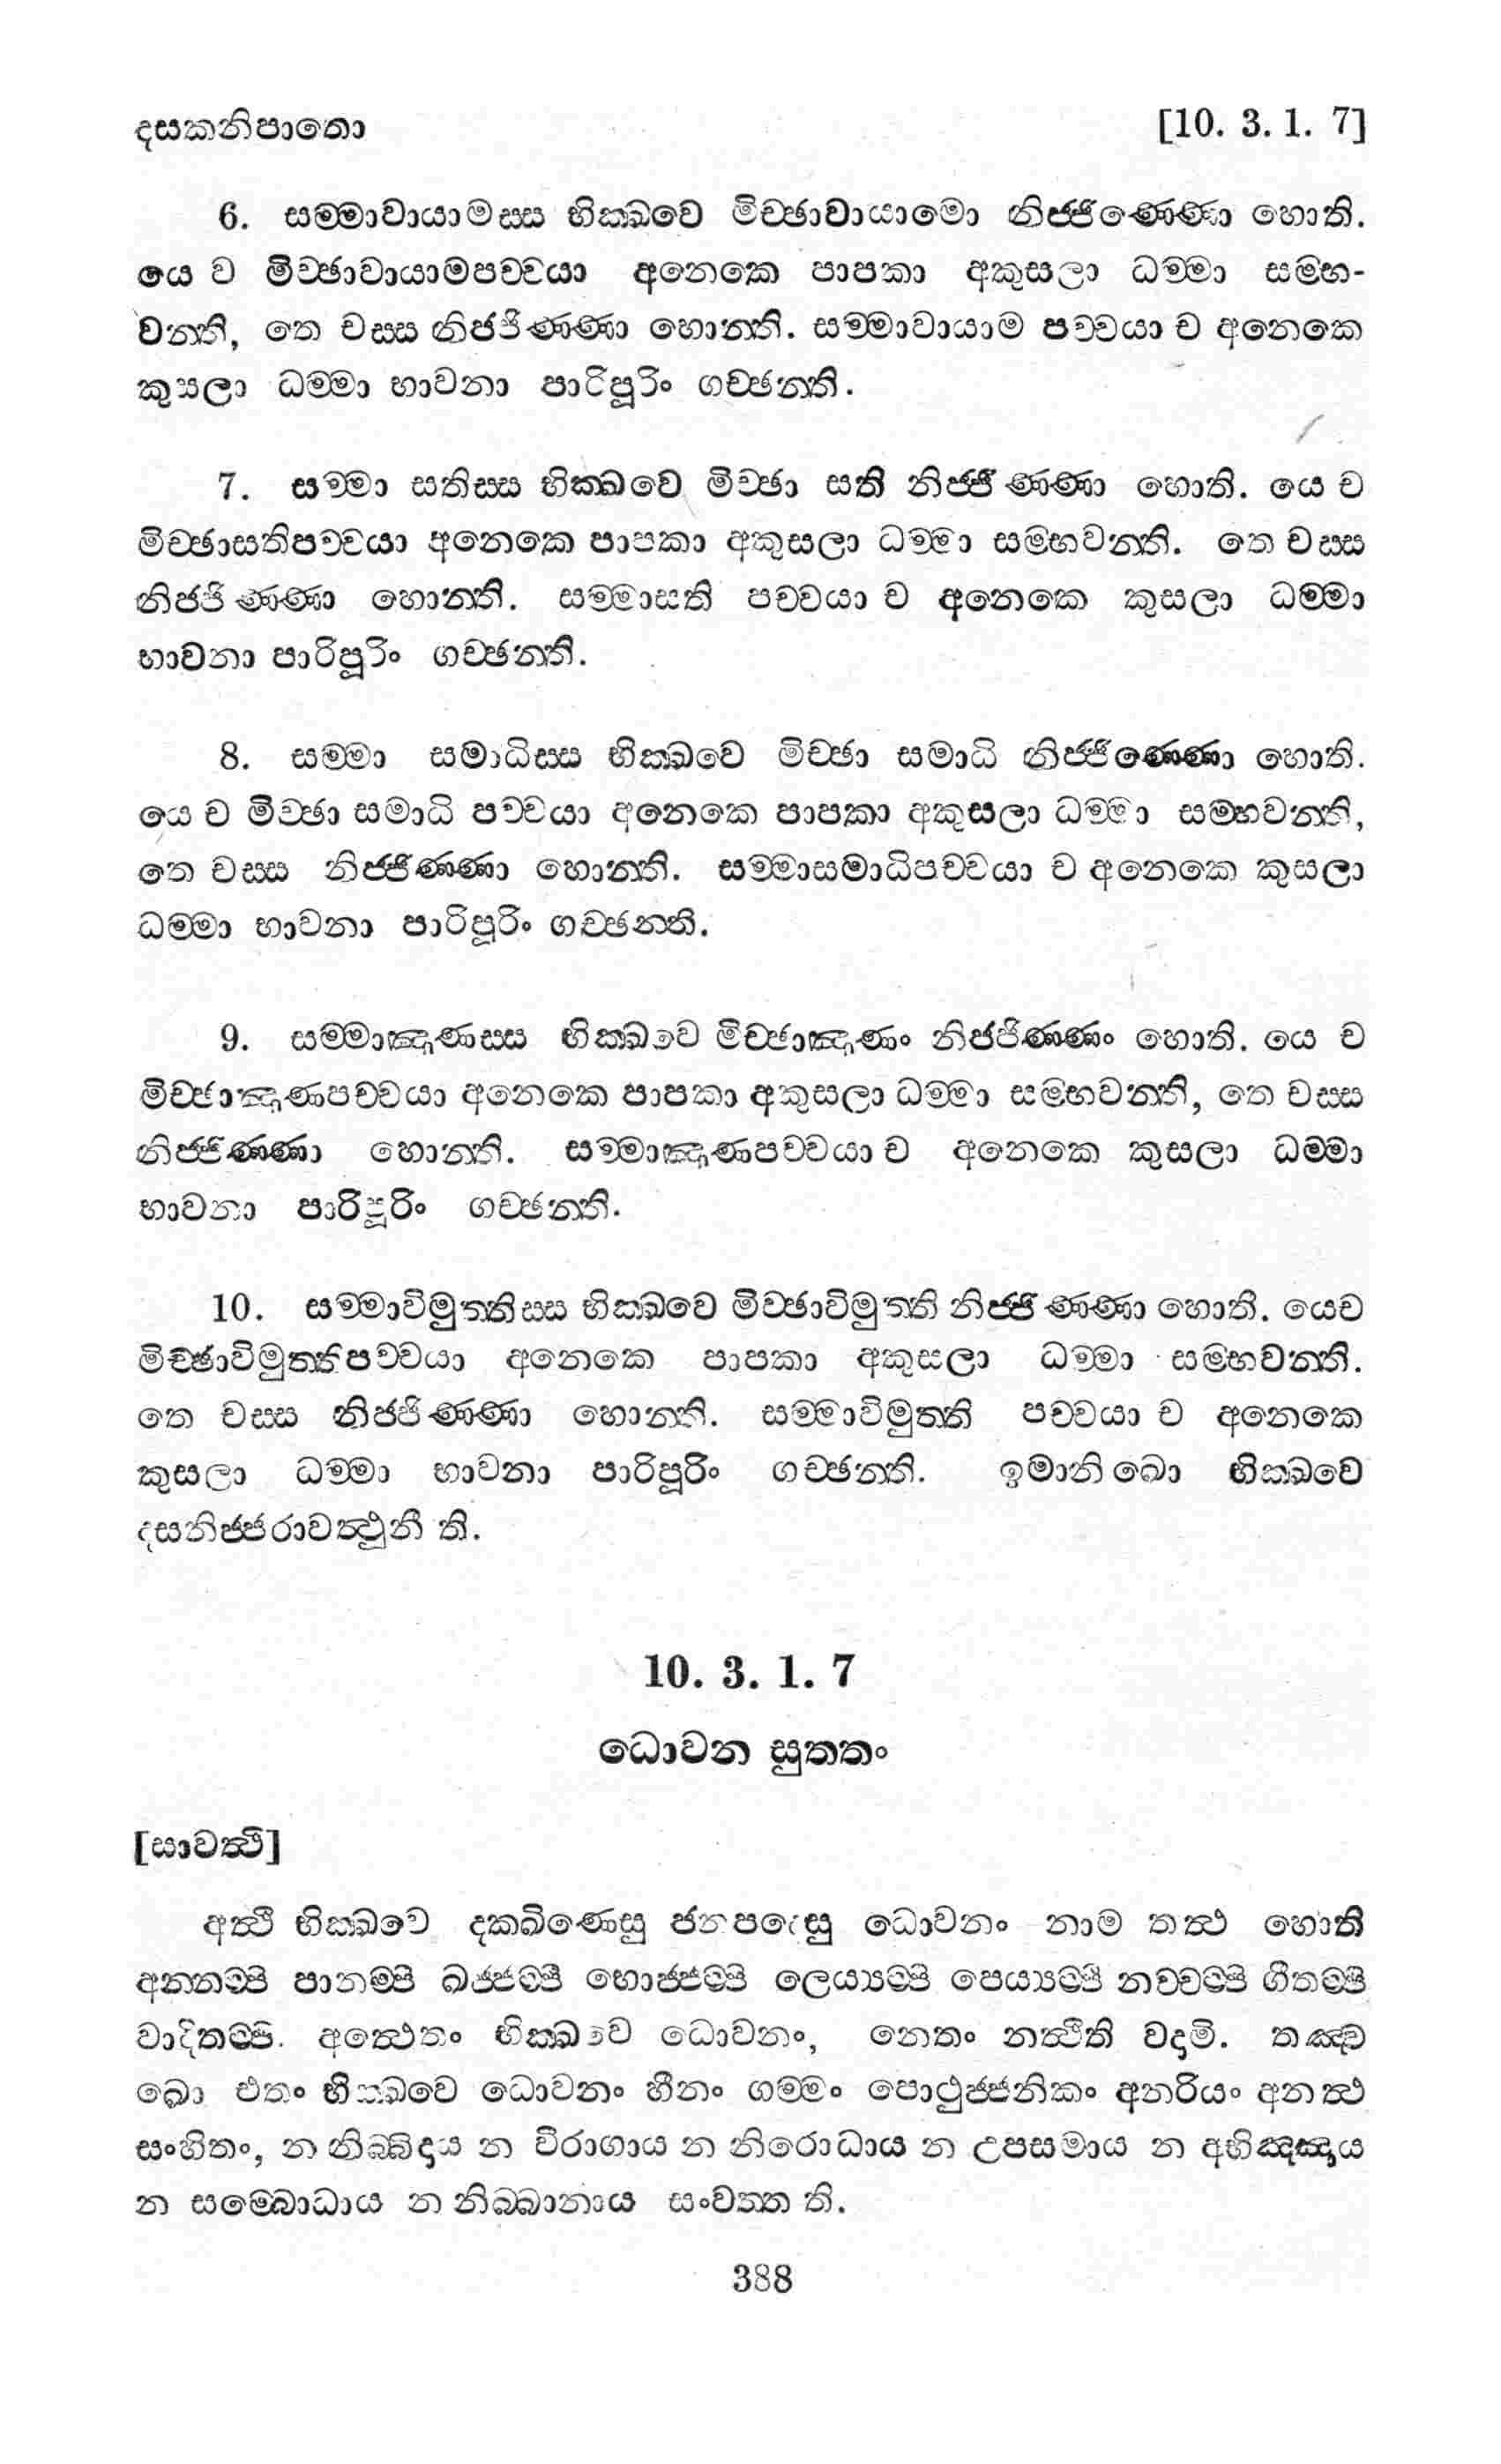 දසකනිපාතො [10. 3. 1. 7]
6. සම්මාවායාමස්ස භික්ඛවෙ මිච්ඡාවායාමො නිජ්ජිණ්ණො හොති.
යෙ ච මිච්ඡාවායාමපච්චයා අනෙකෙ පාපකා අකුසලා ධම්මා සම්භ-
වන්ති, තෙ චස්ස නිජ්ජිණ්ණා හොන්ති. සම්මාවායාම පච්චයා ච අනෙකෙ
කුසලා ධම්මා භාවනා පාරිපූරිං ගච්ඡන්ති.
7. සම්මා සතිස්ස භික්ඛවෙ මිච්ඡා සති නිජ්ජිණ්ණා හොති. යෙ ච
මිච්ඡාසතිපච්චයා අනෙකෙ පාපකා අකුසලා ධම්මා සම්භවන්ති. තෙ චස්ස
නිජ්ජිණ්ණා හොන්ති. සම්මාසති පච්චයා ච අනෙකෙ කුසලා ධම්මා
භාවනා පාරිපූරිං ගච්ඡන්ති.
8. සම්මා සමාධිස්ස භික්ඛවෙ මිච්ඡා සමාධි නිජ්ජිණ්ණො හොති.
යෙ ච මිච්ඡා සමාධි පච්චයා අනෙකෙ පාපකා අකුසලා ධම්මා සම්භවන්ති,
තෙ චස්ස නිජ්ජිණ්ණා හොන්ති. සම්මාසමාධිපච්චයා ච අනෙකෙ කුසලා
ධම්මා භාවනා පාරිපූරිං ගච්ඡන්ති.
9. සම්මාඤාණස්ස භික්ඛවෙ මිච්ඡාඤාණං නිජ්ජිණ්ණං හොති. යෙ ච
මිච්ඡාඤාණපච්චයා අනෙකෙ පාපකා අකුසලා ධම්මා සම්භවන්ති, තෙ චස්ස
නිජ්ජිණ්ණා හොන්ති. සම්මාඤාණපච්චයා ච අනෙකෙ කුසලා ධම්මා
භාවනා පාරිපූරිං ගච්ඡන්ති.
10. සම්මාවිමුත්තිස්ස භික්ඛවෙ මිච්ඡාවිමුත්ති නිජ්ජිණ්ණා හොති. යෙච
මිච්ඡාවිමුත්තිපච්චයා අනෙකෙ පාපකා අකුසලා ධම්මා සම්භවන්ති.
තෙ චස්ස නිජ්ජිණ්ණා හොන්ති. සම්මාවිමුත්ති පච්චයා ච අනෙකෙ
කුසලා ධම්මා භාවනා පාරිපූරිං ගච්ඡන්ති. ඉමානි ඛො භික්ඛවෙ
දසනිජ්ජරාවත්ථූනී ති.
10. 3. 1. 7
ධොවන සුත්තං
[සාවත්ථි]
අත්ථි භික්ඛවෙ දක්ඛිණෙසු ජනපදෙසු ධොවනං නාම තත්ථ හොති
අන්නම්පි පානම්පි ඛජ්ජම්පි භොජ්ජම්පි ලෙය්‍යම්පි පෙය්‍යම්පි නච්චම්පි ගීතම්පි
වාදිතම්පි. අත්ථෙතං භික්ඛවෙ ධොවනං, නෙතං නත්ථීති වදාමි. තඤ්ච
ඛො එතං භික්ඛවෙ ධොවනං හීනං ගම්මං පොථුජ්ජනිකං අනරියං අනත්ථ
සංහිතං, න නිබ්බිදාය න විරාගාය න නිරොධාය න උපසමාය න අභිඤ්ඤාය
න සම්බොධාය න නිබ්බානාය සංවත්ත ති.
388